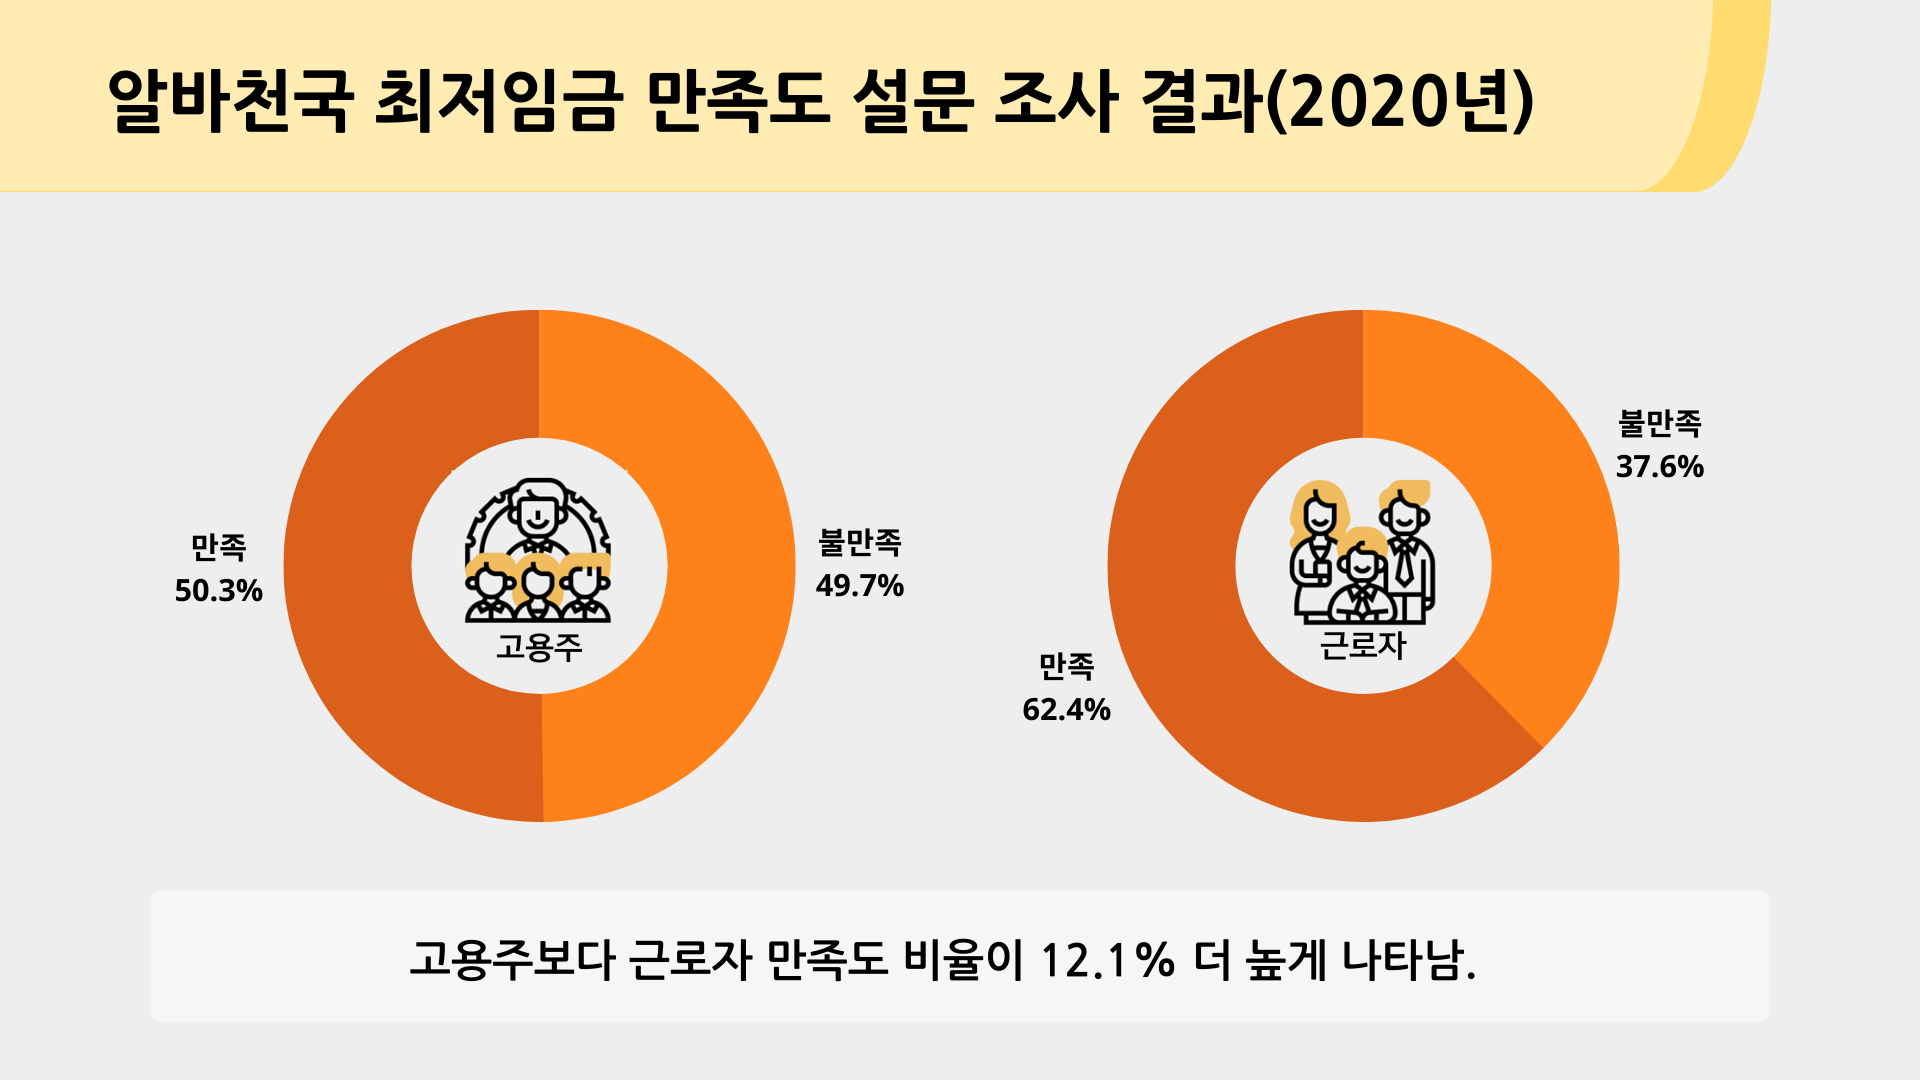 알바천국 최저임금 만족도 설문 조사 결과(2020년)
만족
50.3%
불만족
49.7%
고용주
불만족
37.6%
만족
62.4%
근로자
고용주보다 근로자 만족도 비율이 12.1% 더 높게 나타남.